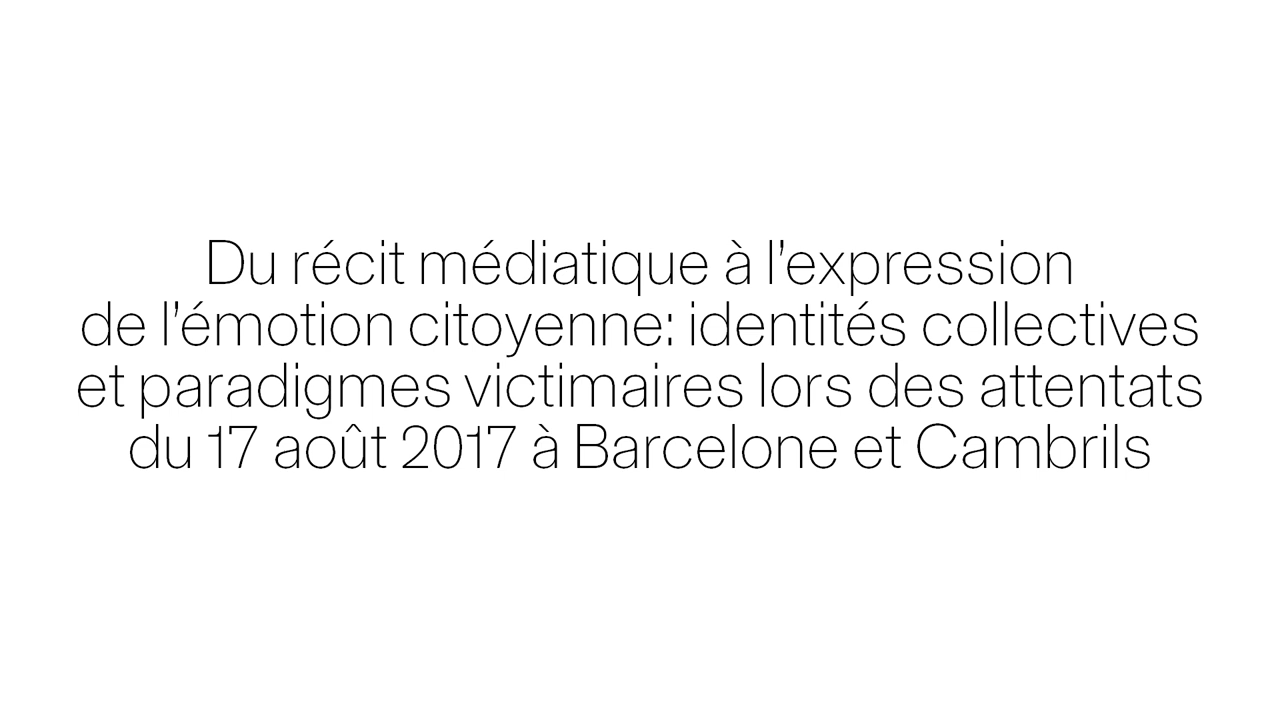 Du récit médiatique à l’expression
de l’émotion citoyenne: identités collectives
et paradigmes victimaires lors des attentats
du 17 août 2017 à Barcelone et Cambrils